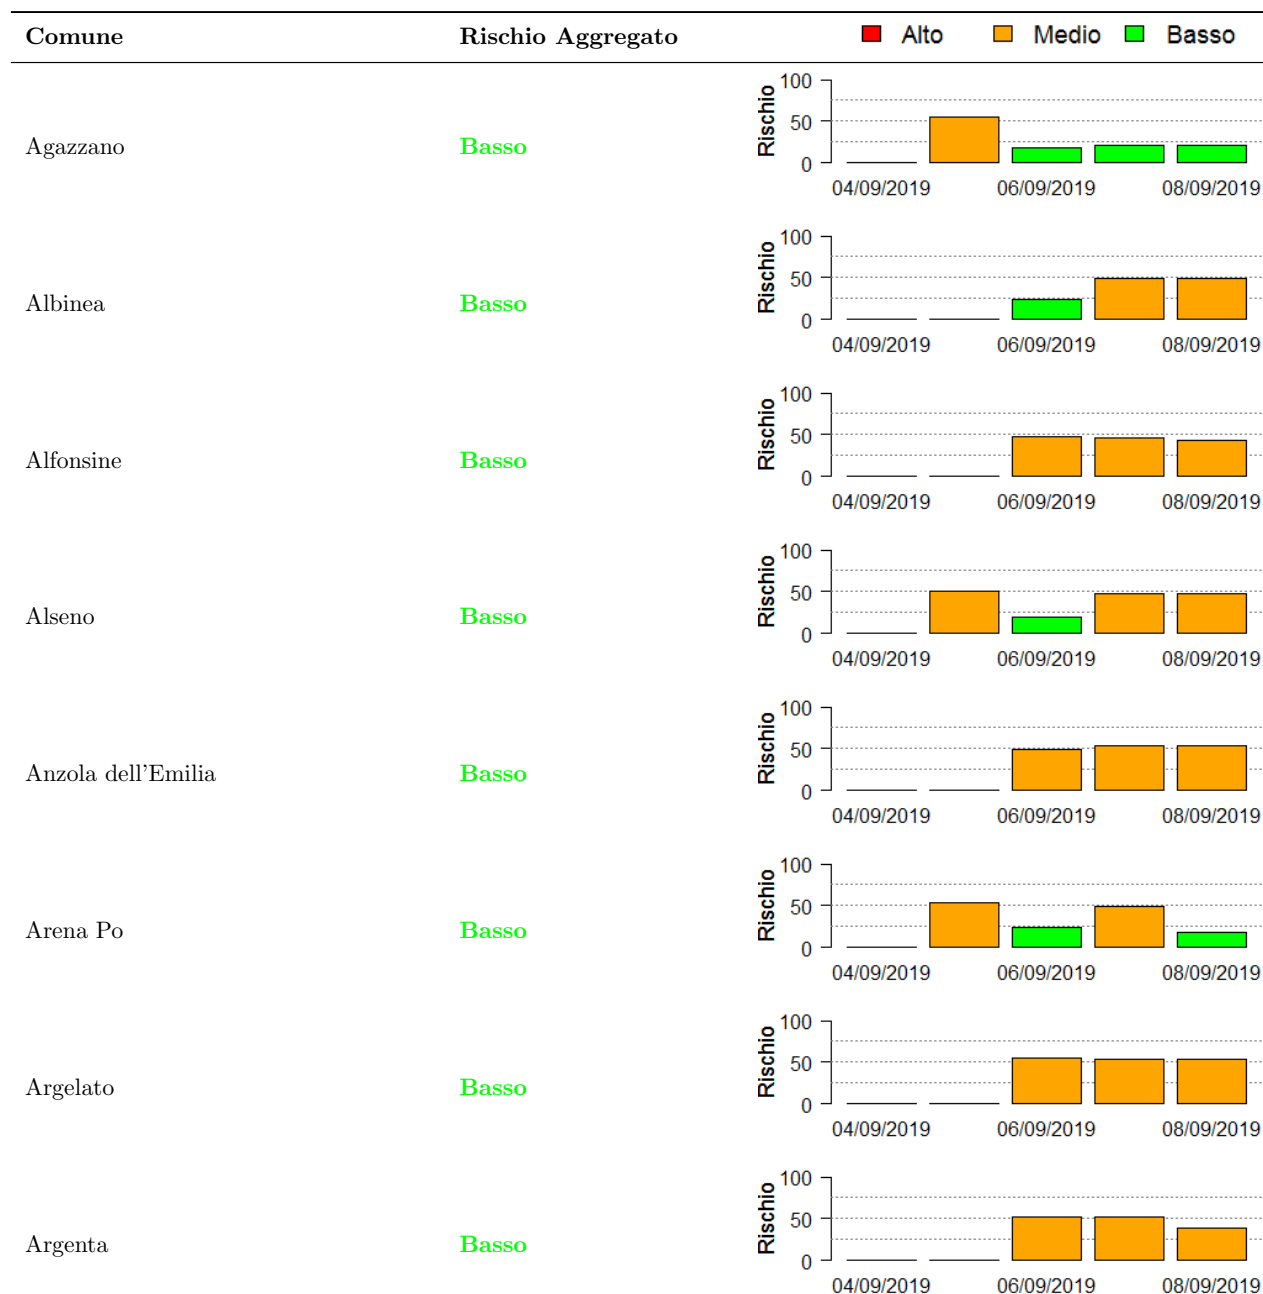 Comune Rischio Aggregato Alto Medio Basso
Agazzano Basso Rischio 100 50 0
04/09/2019 06/09/2019 08/09/2019
Albinea Basso Rischio 100 50 0
04/09/2019 06/09/2019 08/09/2019
Alfonsine Basso Rischio 100 50 0
04/09/2019 06/09/2019 08/09/2019
Alseno Basso Rischio 100 50 0
04/09/2019 06/09/2019 08/09/2019
Anzola dell'Emilia Basso Rischio 100 50 0
04/09/2019 06/09/2019 08/09/2019
Arena Po Basso Rischio 100 50 0
04/09/2019 06/09/2019 08/09/2019
Argelato Basso Rischio 100 50 0
04/09/2019 06/09/2019 08/09/2019
Argenta Basso Rischio 100 50 0
04/09/2019 06/09/2019 08/09/2019